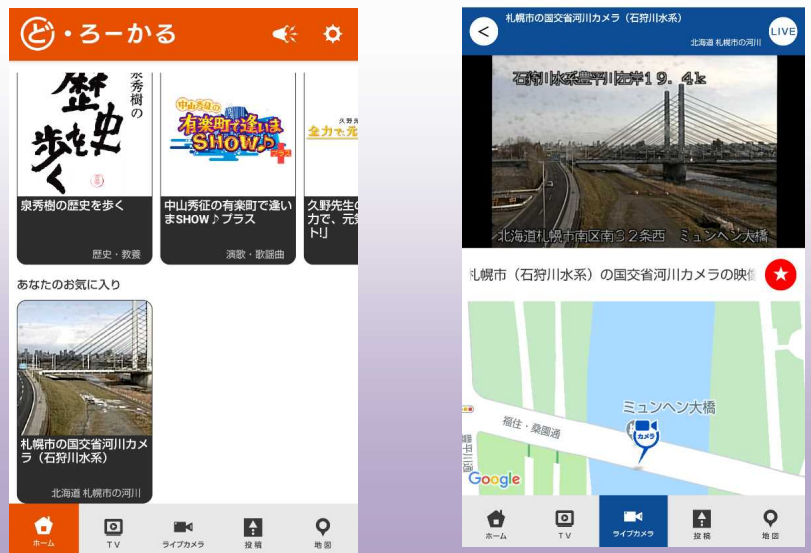 ど・ろーかる
泉秀樹の
歴史を
歩く
中山秀征の
有楽町で逢いま
SHOW♪
プラス
全力で、元
泉秀樹の歴史を歩く
歴史・教養
中山秀征の有楽町で逢い
まSHOW♪プラス
演歌・歌謡曲
久野先生の
力で、元気
ト!」
あなたのお気に入り
札幌市の国交省河川カメ
ラ（石狩川水系）
北海道 札幌市の河川
ホーム
TV
ライブカメラ
投稿
地図
<
札幌市の国交省河川カメラ（石狩川水系）
北海道 札幌市の河川
LIVE
石狩川水系豊平川左岸19.4k
北海道札幌市南区南32条西 ミュンヘン大橋
札幌市（石狩川水系）の国交省河川カメラの映像
ミュンヘン大橋
福住・桑園通
カメラ
豊平川通
Google
ホーム
TV
ライブカメラ
投稿
地図